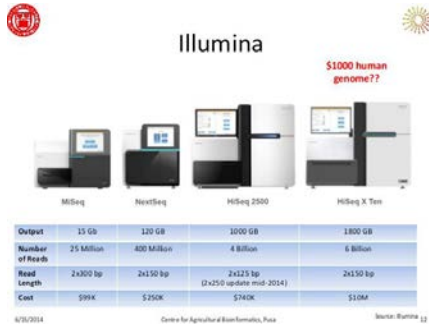 Illumina
$1000 human
genome??
MiSeq
NextSeq
HiSeq 2500
HiSeq X Ten
Output 15 Gb 120 GB 1000 GB 1800 GB
Number of Reads 25 Million 400 Million 4 Billion 6 Billion
Read Length 2x300 bp 2x150 bp 2x125 bp (2x250 update mid-2014) 2x150 bp
Cost $99K $250K $740K $10M
6/16/2014
Centre for Agricultural Bioinformatics, Pusa
Source: Illumina
12